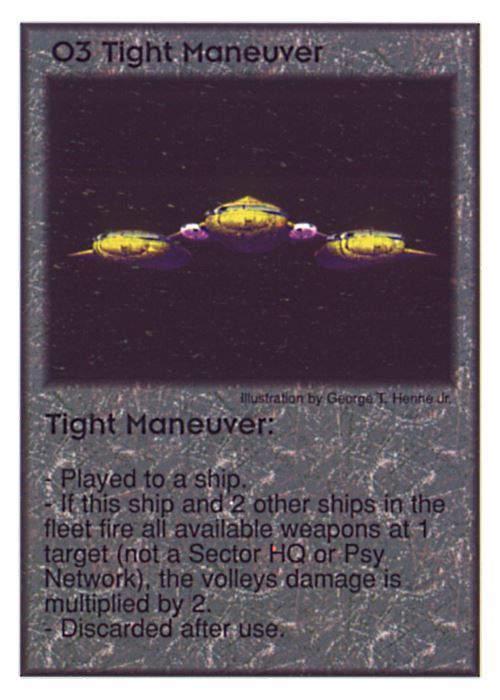 O3 Tight Maneuver
Illustration by George T. Henne Jr.
Tight Maneuver:
- Played to a ship.
- If this ship and 2 other ships in the
fleet fire all available weapons at 1
target (not a Sector HQ or Psy
Network), the volleys damage is
multiplied by 2.
- Discarded after use.